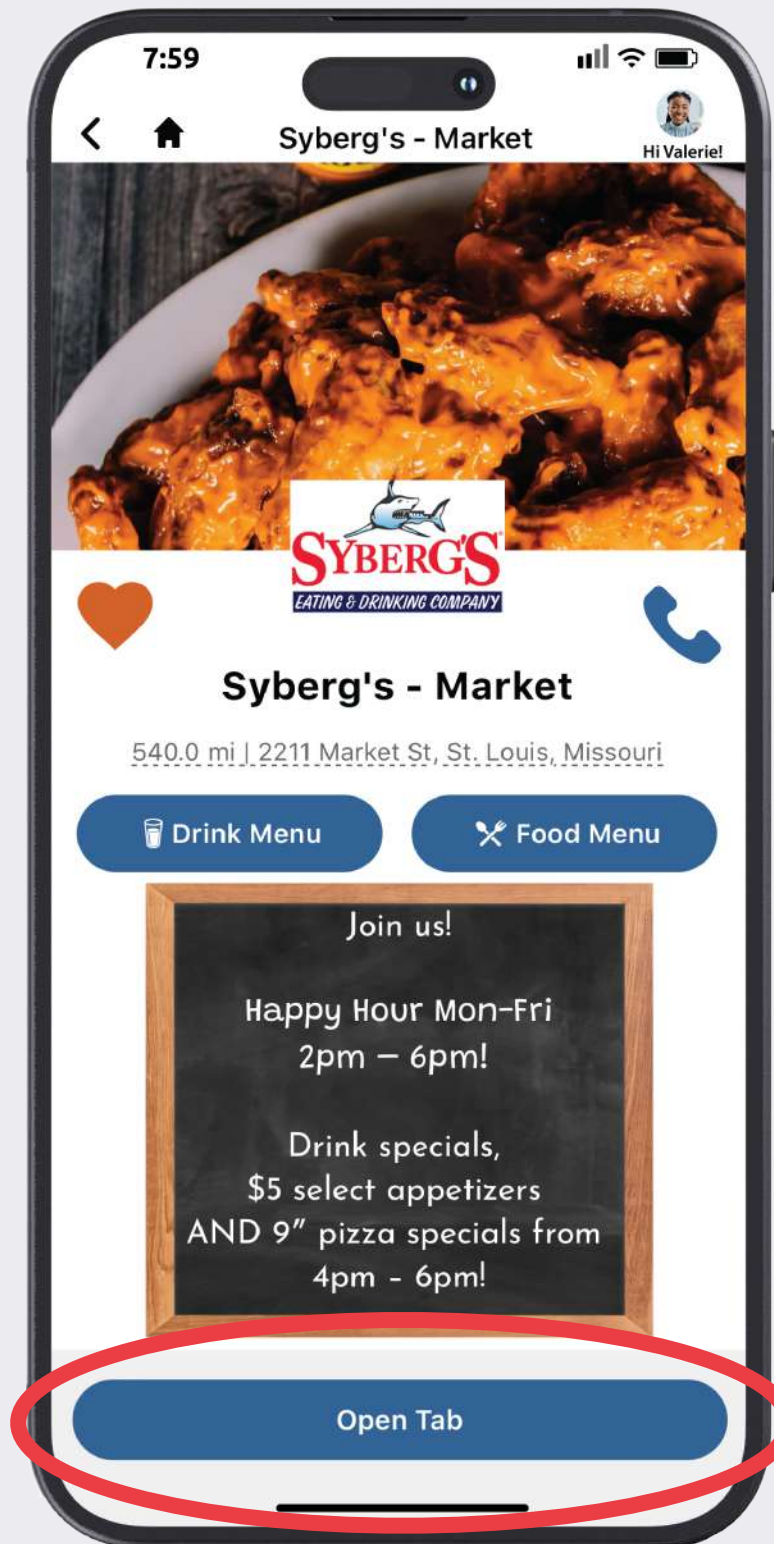 7:59
Syberg's - Market
Hi Valerie!
SYBERG'S
EATING & DRINKING COMPANY
Syberg's - Market
540.0 mi | 2211 Market St, St. Louis, Missouri
Drink Menu
Food Menu
Join us!
Happy Hour Mon-Fri
2pm – 6pm!
Drink specials,
$5 select appetizers
AND 9" pizza specials from
4pm - 6pm!
Open Tab